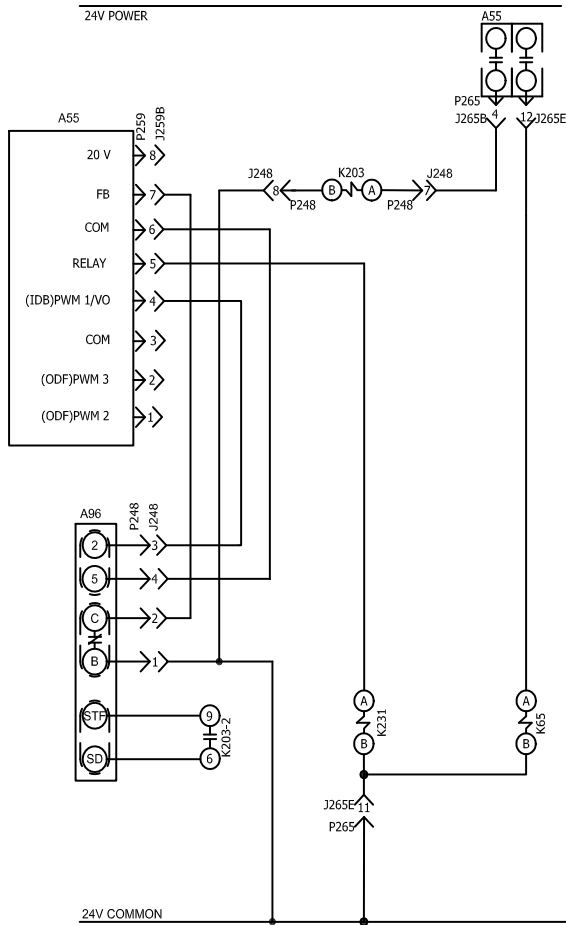 24V POWER
A55
P265
4
12
J265B
J265E
A55
P259
J259B
20 V
8
FB
7
COM
6
RELAY
5
(IDB)PWM 1/VO
4
COM
3
(ODF)PWM 3
2
(ODF)PWM 2
1
J248
8
P248
B
K203
A
P248
J248
7
A96
P248
J248
2
3
5
4
C
2
B
1
STF
9
SD
6
K203-2
A
B
K231
A
B
K65
J265E
11
P265
24V COMMON